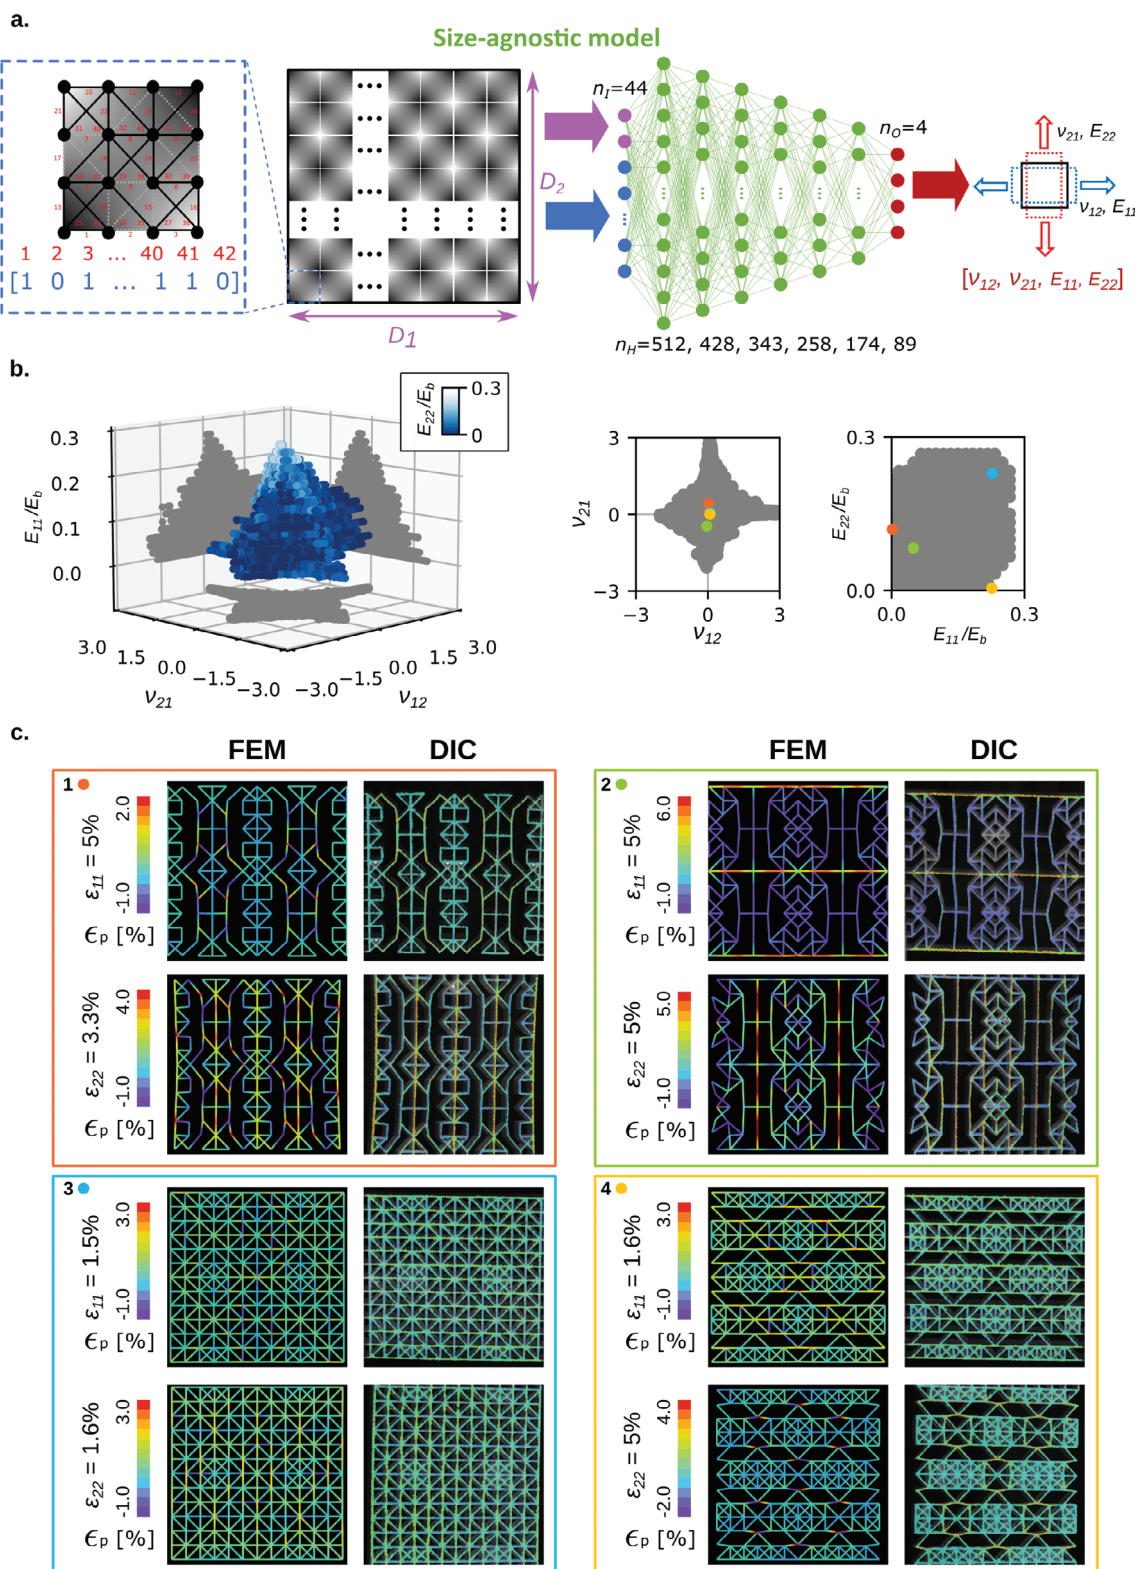 a.
Size-agnostic model
n_I=44
n_O=4
ν21, E22
ν12, E11
D2
D1
1 2 3 ... 40 41 42
[1 0 1 ... 1 1 0]
[ν12, ν21, E11, E22]
n_H=512, 428, 343, 258, 174, 89
b.
E22/Eb
0.3
0
E11/Eb
0.3
0.2
0.1
0.0
3.0 1.5 0.0 −1.5 −3.0
ν21
−3.0 −1.5 0.0 1.5 3.0
ν12
ν21
3
0
−3
−3 0 3
ν12
E22/Eb
0.3
0.0
0.0 0.3
E11/Eb
c.
FEM DIC
FEM DIC
1
ε11 = 5%
2.0
-1.0
ϵp [%]
ε22 = 3.3%
4.0
-1.0
ϵp [%]
2
ε11 = 5%
6.0
-1.0
ϵp [%]
ε22 = 5%
5.0
-1.0
ϵp [%]
3
ε11 = 1.5%
3.0
-1.0
ϵp [%]
ε22 = 1.6%
3.0
-1.0
ϵp [%]
4
ε11 = 1.6%
3.0
-1.0
ϵp [%]
ε22 = 5%
4.0
-2.0
ϵp [%]